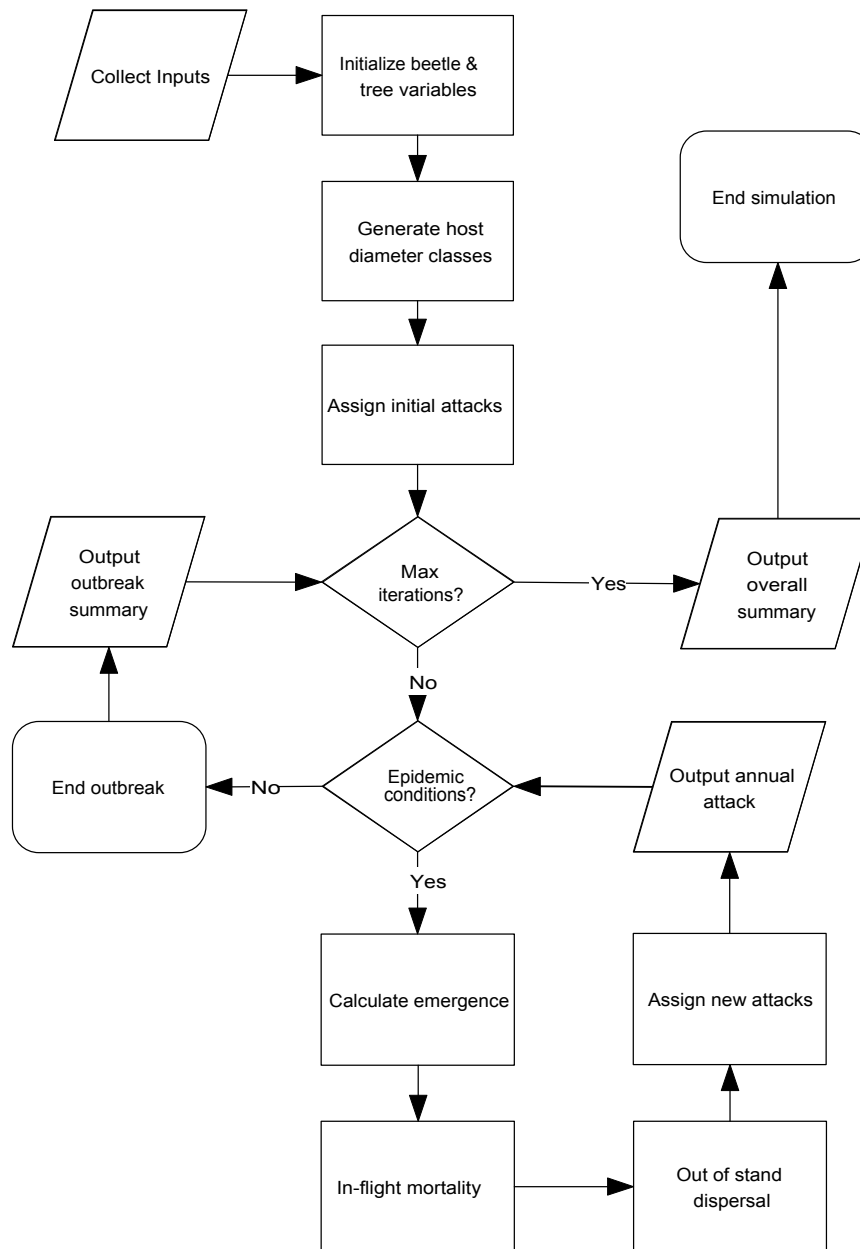 Collect Inputs
Initialize beetle &
tree variables
Generate host
diameter classes
End simulation
Assign initial attacks
Output
outbreak
summary
Max
iterations?
Yes
Output
overall
summary
No
End outbreak
No
Epidemic
conditions?
Output annual
attack
Yes
Calculate emergence
Assign new attacks
In-flight mortality
Out of stand
dispersal